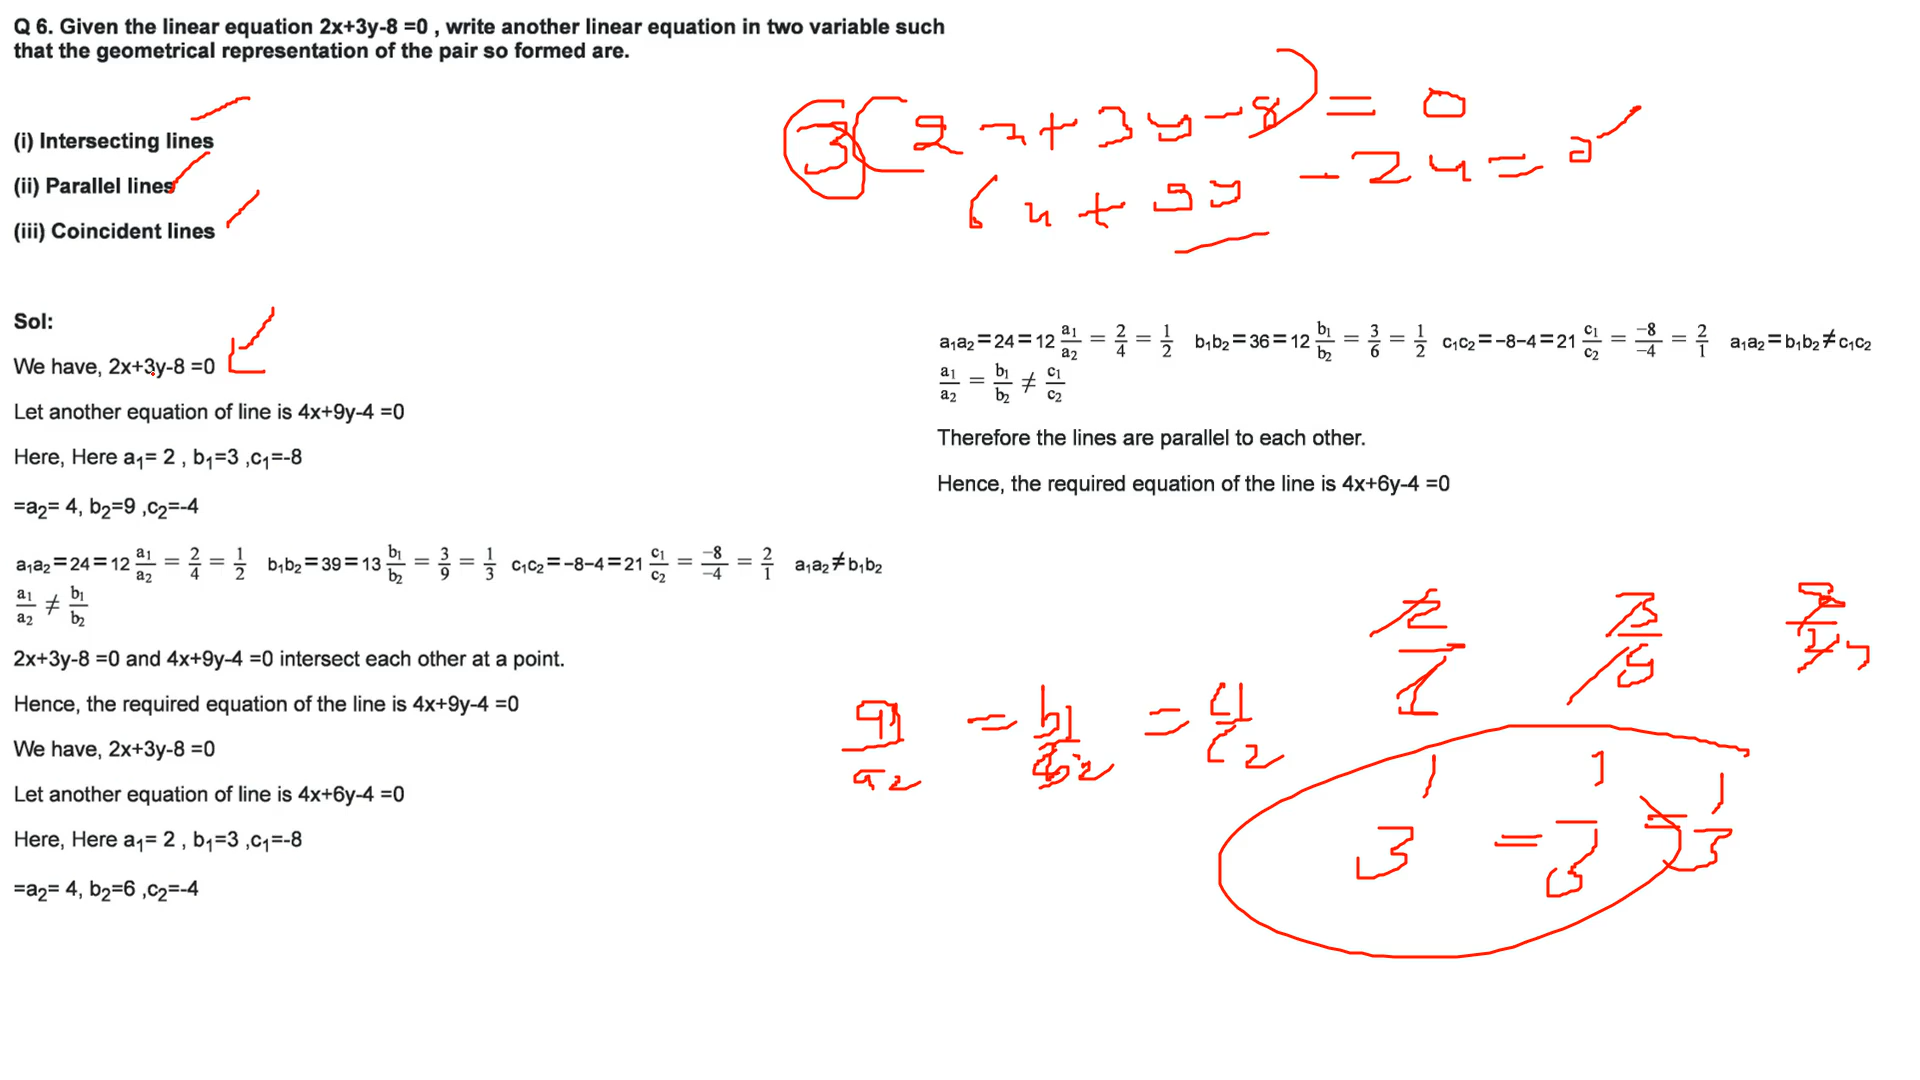 Q 6. Given the linear equation 2x+3y-8 =0 , write another linear equation in two variable such
that the geometrical representation of the pair so formed are.
(i) Intersecting lines
(ii) Parallel lines
(iii) Coincident lines
Sol:
We have, 2x+3y-8 =0
Let another equation of line is 4x+9y-4 =0
Here, Here a₁= 2 , b₁=3 ,c₁=-8
=a₂= 4, b₂=9 ,c₂=-4
a₁a₂=24=12 a₁/a₂ = 2/4 = 1/2 b₁b₂=39=13 b₁/b₂ = 3/9 = 1/3 c₁c₂=-8-4=21 c₁/c₂ = -8/-4 = 2/1 a₁a₂≠b₁b₂
a₁/a₂ ≠ b₁/b₂
2x+3y-8 =0 and 4x+9y-4 =0 intersect each other at a point.
Hence, the required equation of the line is 4x+9y-4 =0
We have, 2x+3y-8 =0
Let another equation of line is 4x+6y-4 =0
Here, Here a₁= 2 , b₁=3 ,c₁=-8
=a₂= 4, b₂=6 ,c₂=-4
3(2x+3y-8)=0
6x+9y-24=0
a₁a₂=24=12 a₁/a₂ = 2/4 = 1/2 b₁b₂=36=12 b₁/b₂ = 3/6 = 1/2 c₁c₂=-8-4=21 c₁/c₂ = -8/-4 = 2/1 a₁a₂=b₁b₂≠c₁c₂
a₁/a₂ = b₁/b₂ ≠ c₁/c₂
Therefore the lines are parallel to each other.
Hence, the required equation of the line is 4x+6y-4 =0
a1/a2 = b1/b2 = c1/c2
1/3 = 1/3 = 1/3